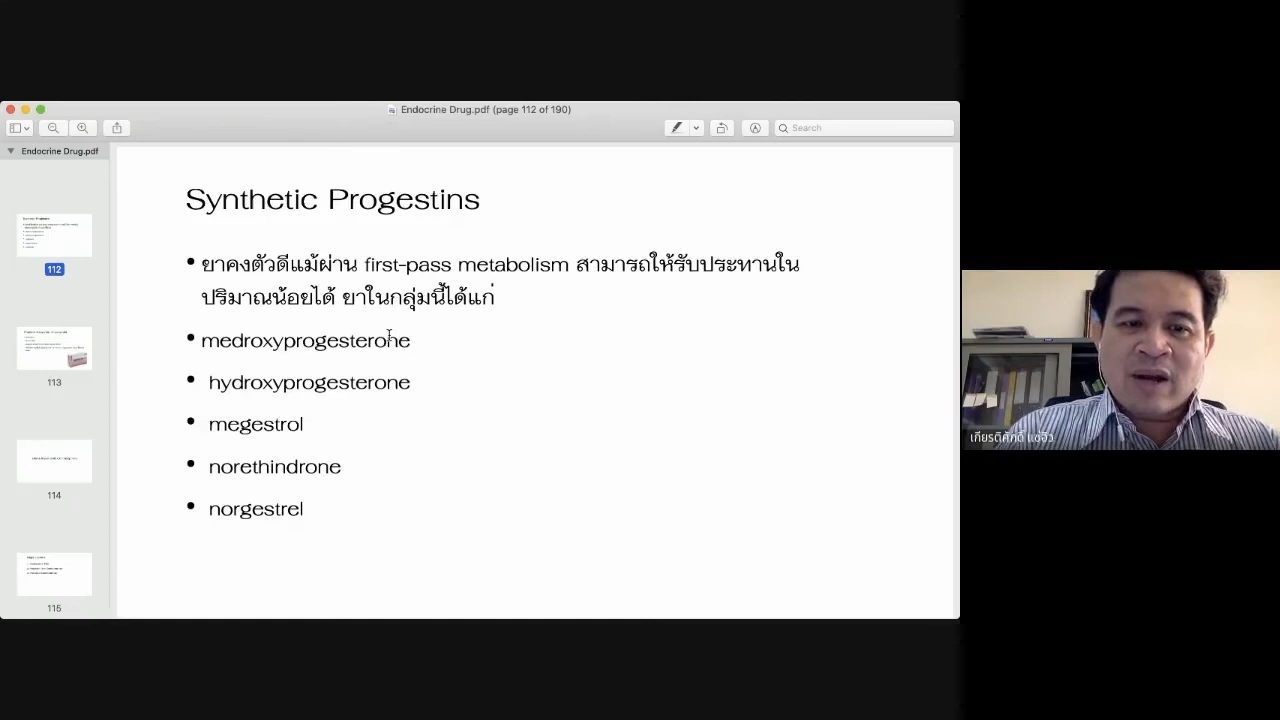 Endocrine Drug.pdf (page 112 of 190)
Search
Endocrine Drug.pdf
112
113
114
115
Synthetic Progestins
• ยาคงตัวดีแม้ผ่าน first-pass metabolism สามารถให้รับประทานใน
ปริมาณน้อยได้ ยาในกลุ่มนี้ได้แก่
• medroxyprogesterone
• hydroxyprogesterone
• megestrol
• norethindrone
• norgestrel
เกียรติศักดิ์ แซ่อิว